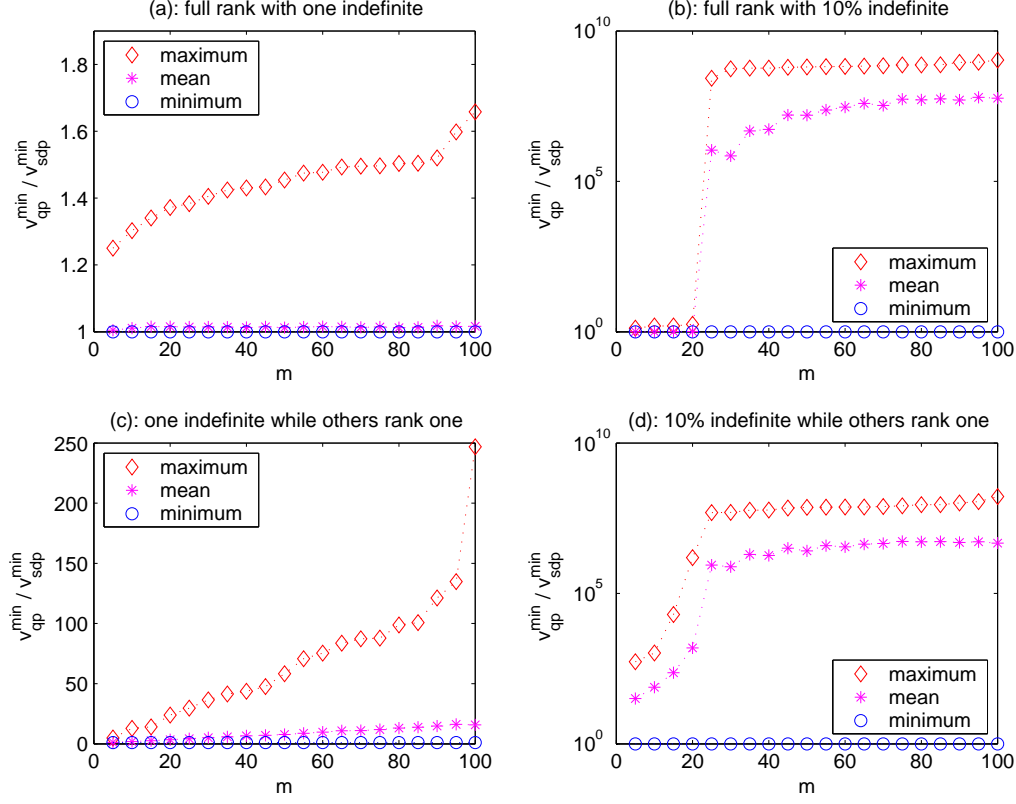 (a): full rank with one indefinite
1.8
1.6
1.4
1.2
1
v_qp^min / v_sdp^min
maximum
mean
minimum
0 20 40 60 80 100
m
(b): full rank with 10% indefinite
10^10
10^5
10^0
v_qp^min / v_sdp^min
maximum
mean
minimum
0 20 40 60 80 100
m
(c): one indefinite while others rank one
250
200
150
100
50
0
v_qp^min / v_sdp^min
maximum
mean
minimum
0 20 40 60 80 100
m
(d): 10% indefinite while others rank one
10^10
10^5
10^0
v_qp^min / v_sdp^min
maximum
mean
minimum
0 20 40 60 80 100
m